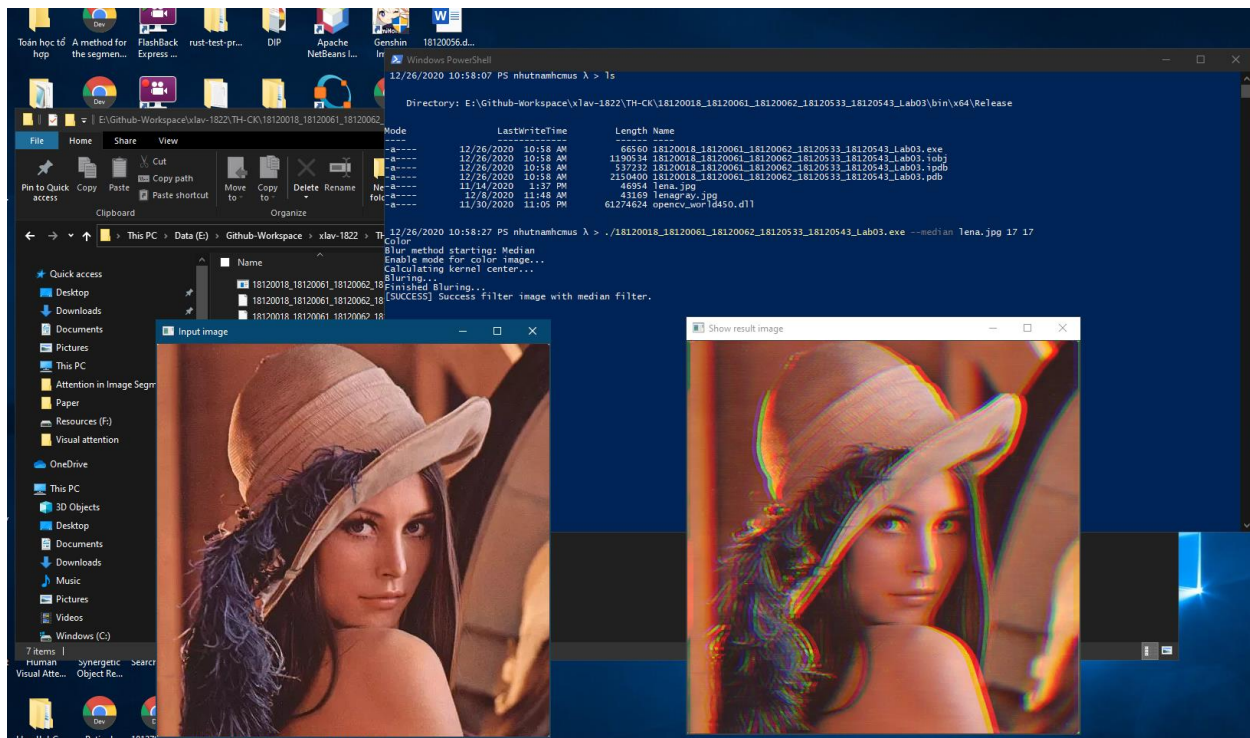 Toán học tổ hợp
A method for the segmen...
FlashBack Express ...
rust-test-pr...
DIP
Apache NetBeans I...
Genshin
18120056.d...
Windows PowerShell
12/26/2020 10:58:07 PS nhutnamhcmus λ > ls
Directory: E:\Github-Workspace\xlav-1822\TH-CK\18120018_18120061_18120062_18120533_18120543_Lab03\bin\x64\Release
Mode LastWriteTime Length Name
---- ------------- ------ ----
-a---- 12/26/2020 10:58 AM 66560 18120018_18120061_18120062_18120533_18120543_Lab03.exe
-a---- 12/26/2020 10:58 AM 1190534 18120018_18120061_18120062_18120533_18120543_Lab03.iobj
-a---- 12/26/2020 10:58 AM 537232 18120018_18120061_18120062_18120533_18120543_Lab03.ipdb
-a---- 12/26/2020 10:58 AM 2150400 18120018_18120061_18120062_18120533_18120543_Lab03.pdb
-a---- 11/14/2020 1:37 PM 46954 lena.jpg
-a---- 12/8/2020 11:48 AM 43169 lenagray.jpg
-a---- 11/30/2020 11:05 PM 61274624 opencv_world450.dll
12/26/2020 10:58:27 PS nhutnamhcmus λ > ./18120018_18120061_18120062_18120533_18120543_Lab03.exe --median lena.jpg 17 17
Color
Blur method starting: Median
Enable mode for color image...
Calculating kernel center...
Bluring...
Finished Bluring...
[SUCCESS] Success filter image with median filter.
E:\Github-Workspace\xlav-1822\TH-CK\18120018_18120061_18120062_
File Home Share View
Pin to Quick access
Copy
Paste
Cut
Copy path
Paste shortcut
Move to
Copy to
Delete
Rename
Clipboard
Organize
This PC > Data (E:) > Github-Workspace > xlav-1822 >
Name
18120018_18120061_18120062_18
18120018_18120061_18120062_18
18120018_18120061_18120062_18
Quick access
Desktop
Downloads
Documents
Pictures
This PC
Attention in Image Segm
Paper
Resources (F:)
Visual attention
OneDrive
This PC
3D Objects
Desktop
Documents
Downloads
Music
Pictures
Videos
Windows (C:)
7 items
Input image
Show result image
Human Visual Atte...
Synergetic Object Re...
Dev